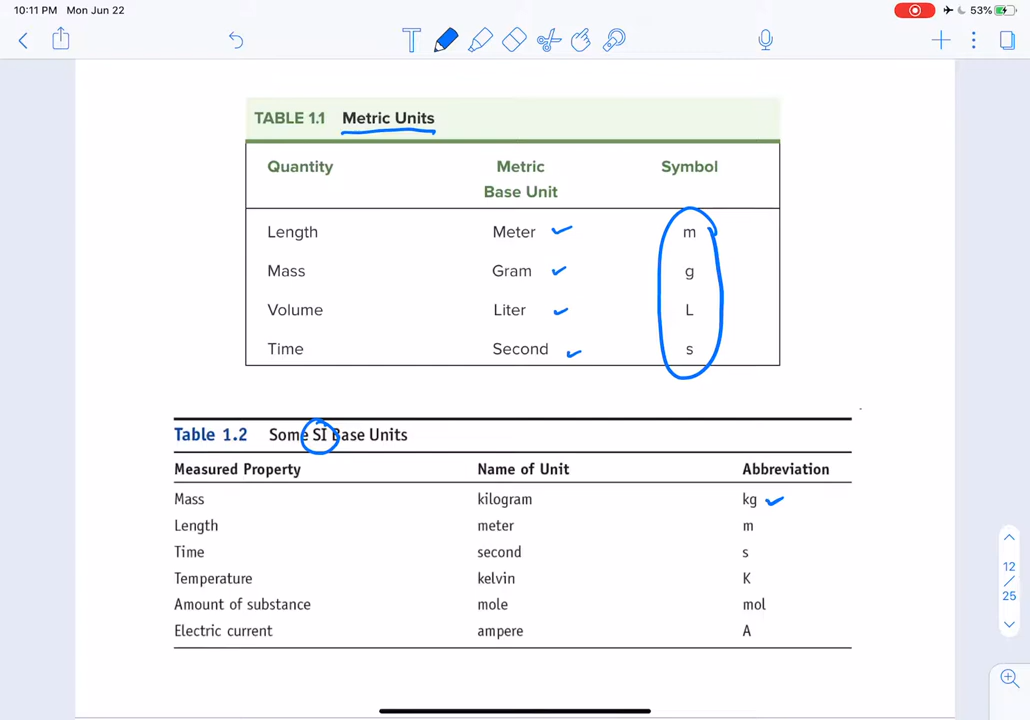 10:11 PM Mon Jun 22 53%
T
TABLE 1.1 Metric Units
Quantity Metric Base Unit Symbol
Length Meter m
Mass Gram g
Volume Liter L
Time Second s
Table 1.2 Some SI Base Units
Measured Property Name of Unit Abbreviation
Mass kilogram kg
Length meter m
Time second s
Temperature kelvin K
Amount of substance mole mol
Electric current ampere A
12
/
25